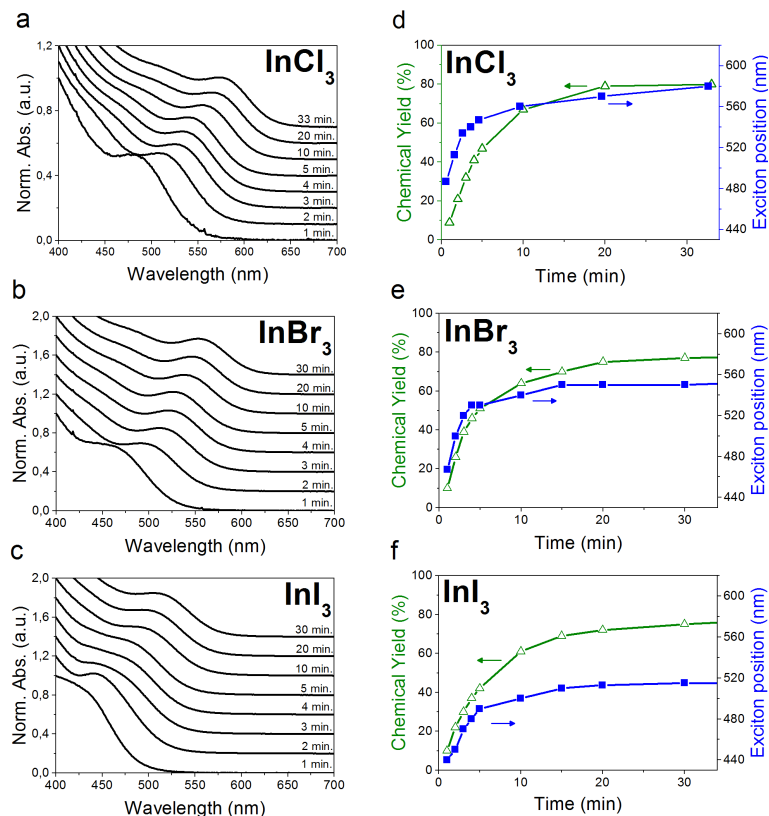 a
InCl3
1,2
0,8
0,4
0,0
Norm. Abs. (a.u.)
33 min.
20 min.
10 min.
5 min.
4 min.
3 min.
2 min.
1 min.
400 450 500 550 600 650 700
Wavelength (nm)
d
InCl3
100
80
60
40
20
0
Chemical Yield (%)
600
560
520
480
440
Exciton position (nm)
0 10 20 30
Time (min)
b
InBr3
2,0
1,6
1,2
0,8
0,4
0,0
Norm. Abs. (a.u.)
30 min.
20 min.
10 min.
5 min.
4 min.
3 min.
2 min.
1 min.
400 450 500 550 600 650 700
Wavelength (nm)
e
InBr3
100
80
60
40
20
0
Chemical Yield (%)
600
560
520
480
440
Exciton position (nm)
0 10 20 30
Time (min)
c
InI3
2,0
1,6
1,2
0,8
0,4
0,0
Norm. Abs. (a.u.)
30 min.
20 min.
10 min.
5 min.
4 min.
3 min.
2 min.
1 min.
400 450 500 550 600 650 700
Wavelength (nm)
f
InI3
100
80
60
40
20
0
Chemical Yield (%)
600
560
520
480
440
Exciton position (nm)
0 10 20 30
Time (min)